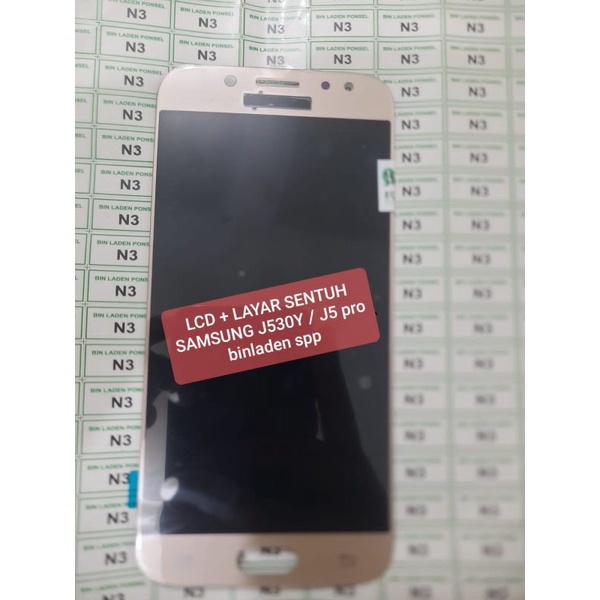 BIN LADEN PONSEL
N3
LCD + LAYAR SENTUH
SAMSUNG J530Y / J5 pro
binladen spp